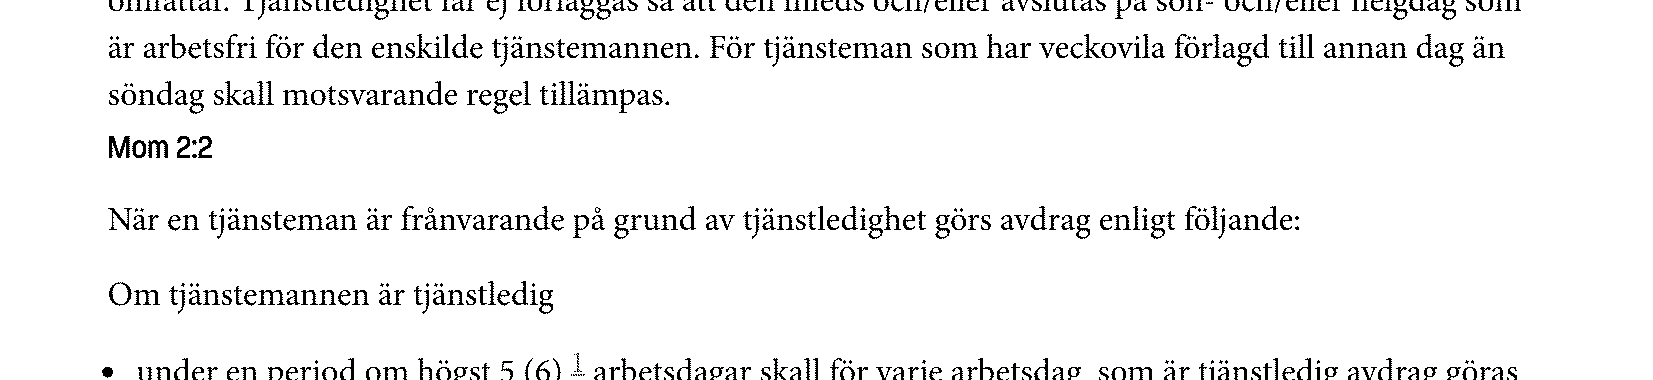 omfattar. Tjänstledighet får ej förläggas så att den inleds och/eller avslutas på sön- och/eller helgdag som
är arbetsfri för den enskilde tjänstemannen. För tjänsteman som har veckovila förlagd till annan dag än
söndag skall motsvarande regel tillämpas.
Mom 2:2
När en tjänsteman är frånvarande på grund av tjänstledighet görs avdrag enligt följande:
Om tjänstemannen är tjänstledig
• under en period om högst 5 (6) 1 arbetsdagar skall för varje arbetsdag, som är tjänstledig avdrag göras